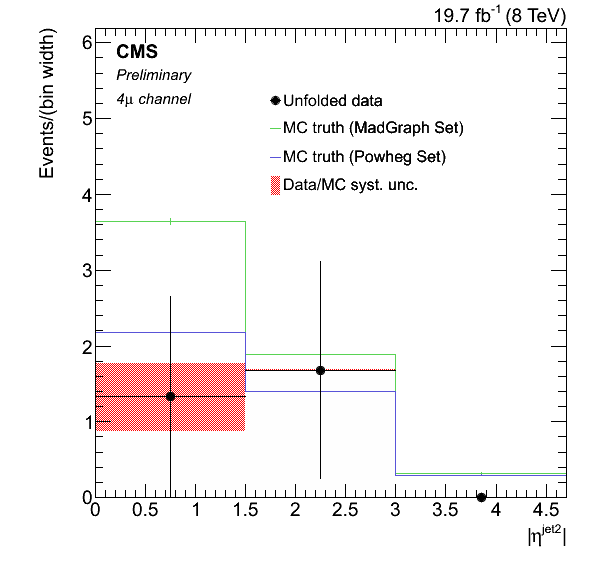 19.7 fb⁻¹ (8 TeV)
CMS
Preliminary
4μ channel
Unfolded data
MC truth (MadGraph Set)
MC truth (Powheg Set)
Data/MC syst. unc.
Events/(bin width)
6
5
4
3
2
1
0
0 0.5 1 1.5 2 2.5 3 3.5 4 4.5
|η^jet2|